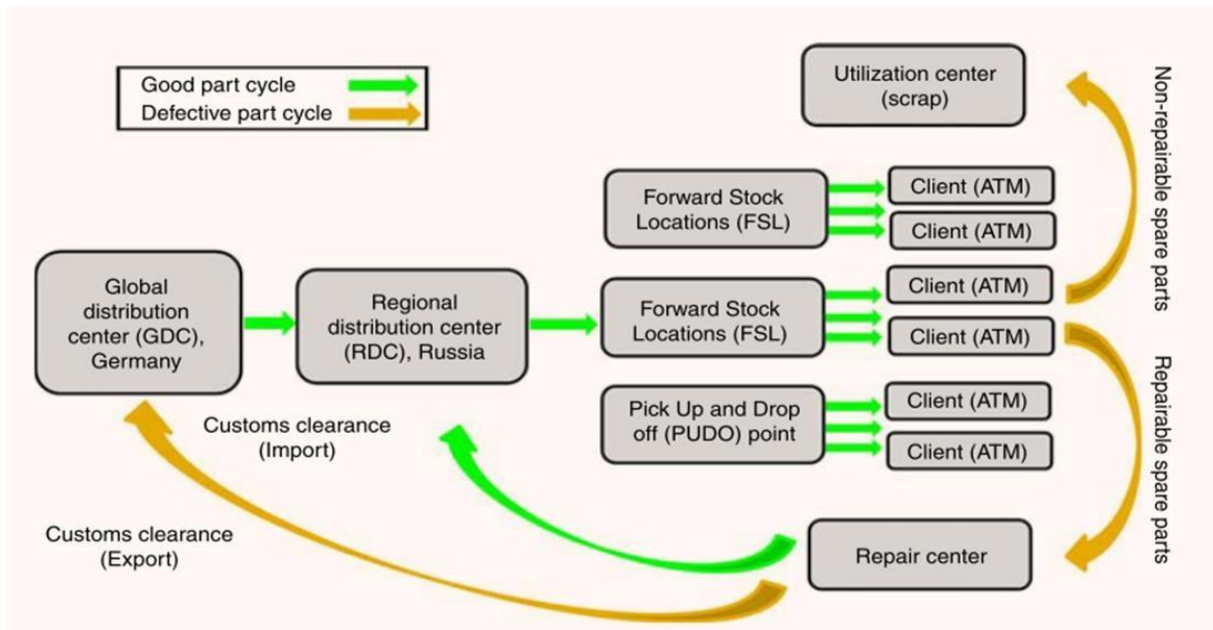 Good part cycle
Defective part cycle
Utilization center
(scrap)
Non-repairable spare parts
Forward Stock
Locations (FSL)
Client (ATM)
Client (ATM)
Global
distribution
center (GDC),
Germany
Regional
distribution center
(RDC), Russia
Forward Stock
Locations (FSL)
Client (ATM)
Client (ATM)
Repairable spare parts
Pick Up and Drop
off (PUDO) point
Client (ATM)
Client (ATM)
Customs clearance
(Import)
Customs clearance
(Export)
Repair center